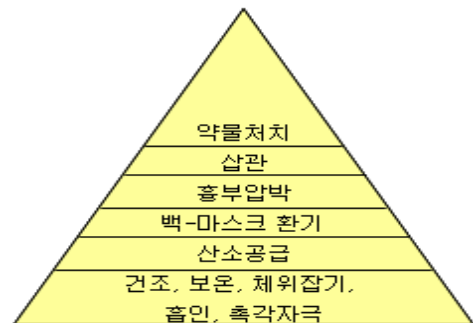 약물처치
삽관
흉부압박
백-마스크 환기
산소공급
건조, 보온, 체위잡기,
흡인, 촉각자극